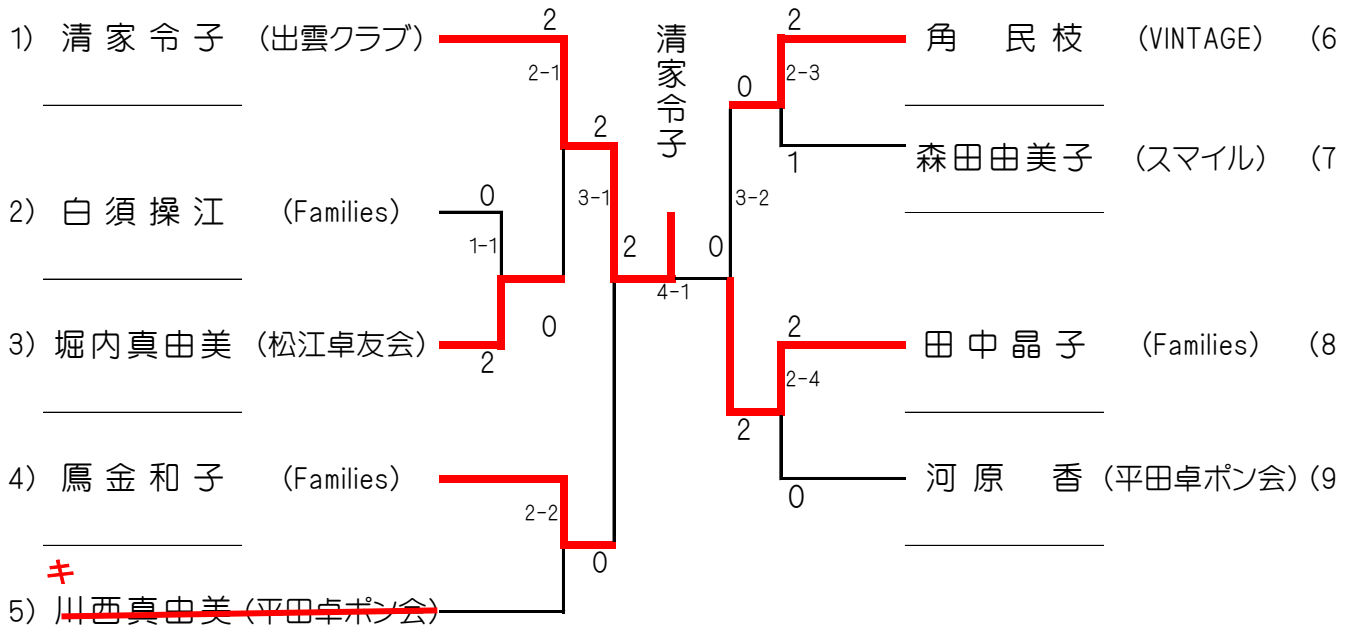 1) 清家令子 (出雲クラブ)
2
2-1
2) 白須操江 (Families)
0
1-1
3) 堀内真由美 (松江卓友会)
2
0
2
3-1
4) 鳫金和子 (Families)
2-2
0
キ
5) 川西真由美 (平田卓ポン会)
2
清家令子
4-1
0
角 民枝 (VINTAGE) (6
2
2-3
0
森田由美子 (スマイル) (7
1
3-2
田中晶子 (Families) (8
2
2-4
2
河原 香 (平田卓ポン会) (9
0